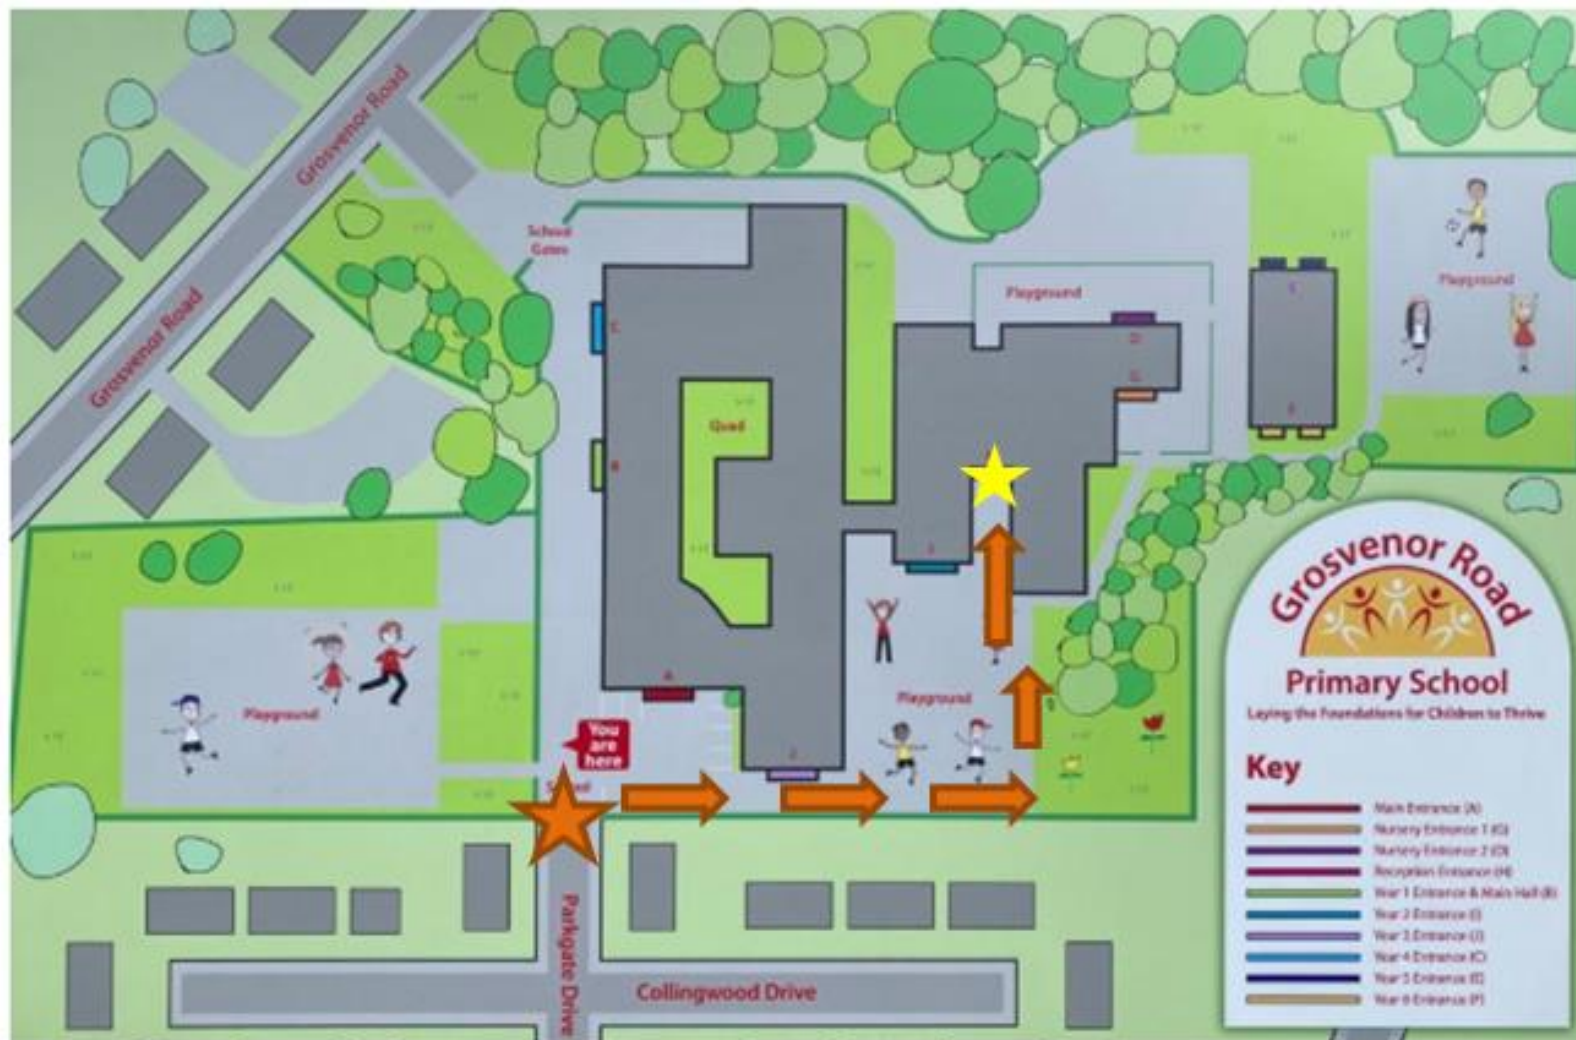 Grosvenor Road
Grosvenor Road
School
Gates
Playground
D
G
Playground
C
B
Quad
A
Playground
You
are
here
Playground
Parkgate Drive
Collingwood Drive
Grosvenor Road
Primary School
Laying the Foundations for Children to Thrive
Key
Main Entrance (A)
Nursery Entrance 1 (G)
Nursery Entrance 2 (D)
Reception Entrance (H)
Year 1 Entrance & Main Hall (B)
Year 2 Entrance (I)
Year 3 Entrance (J)
Year 4 Entrance (C)
Year 5 Entrance (E)
Year 6 Entrance (F)